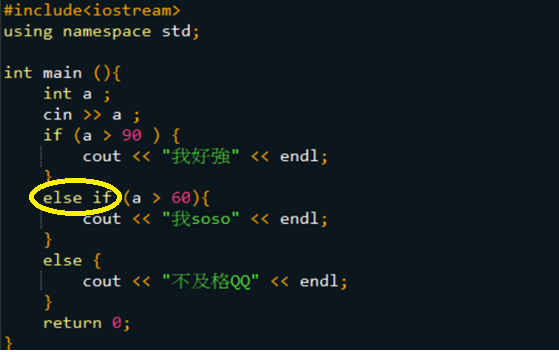 #include<iostream>
using namespace std;
int main (){
int a ;
cin >> a ;
if (a > 90 ) {
cout << "我好強" << endl;
}
else if (a > 60){
cout << "我soso" << endl;
}
else {
cout << "不及格QQ" << endl;
}
return 0;
}